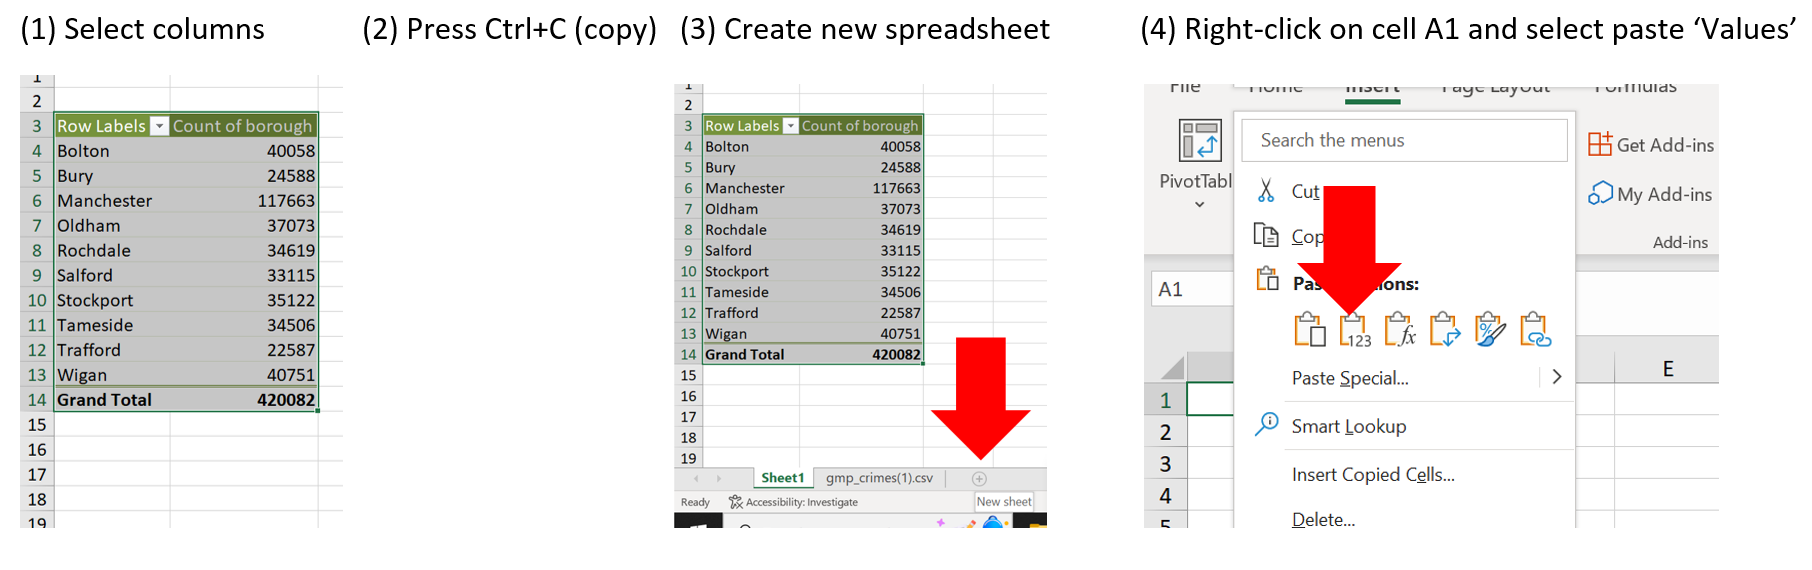 (1) Select columns
(2) Press Ctrl+C (copy)
(3) Create new spreadsheet
(4) Right-click on cell A1 and select paste ‘Values’
1
2
3 Row Labels Count of borough
4 Bolton 40058
5 Bury 24588
6 Manchester 117663
7 Oldham 37073
8 Rochdale 34619
9 Salford 33115
10 Stockport 35122
11 Tameside 34506
12 Trafford 22587
13 Wigan 40751
14 Grand Total 420082
15
16
17
18
19
1
2
3 Row Labels Count of borough
4 Bolton 40058
5 Bury 24588
6 Manchester 117663
7 Oldham 37073
8 Rochdale 34619
9 Salford 33115
10 Stockport 35122
11 Tameside 34506
12 Trafford 22587
13 Wigan 40751
14 Grand Total 420082
15
16
17
18
19
Sheet1 gmp_crimes(1).csv
Ready Accessibility: Investigate New sheet
File Home Insert Page Layout Formulas
Search the menus
Get Add-ins
PivotTabl
Cut
My Add-ins
Cop
Add-ins
A1
Pas ions:
123 fx %
Paste Special...
E
1
Smart Lookup
2
3
Insert Copied Cells...
4
Delete...
5